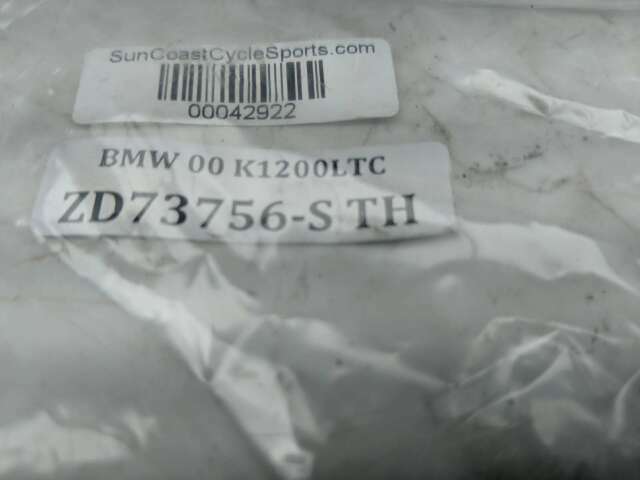 SunCoastCycleSports.com
00042922
BMW 00 K1200LTC
ZD73756-S TH